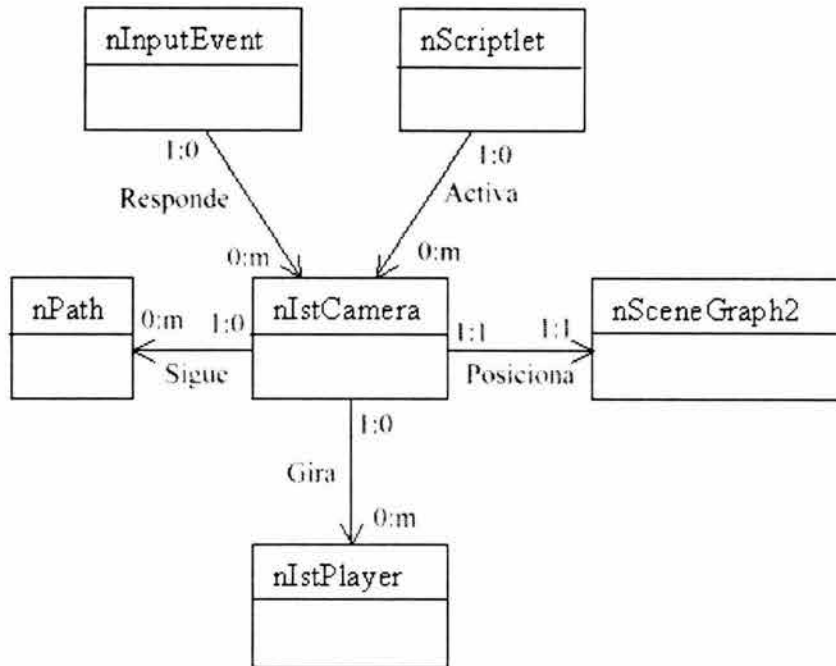 nInputEvent
nScriptlet
1:0
1:0
Responde
Activa
0:m
0:m
nPath
nIstCamera
nSceneGraph2
0:m
1:0
1:1
1:1
Sigue
Posiciona
1:0
Gira
0:m
nIstPlayer